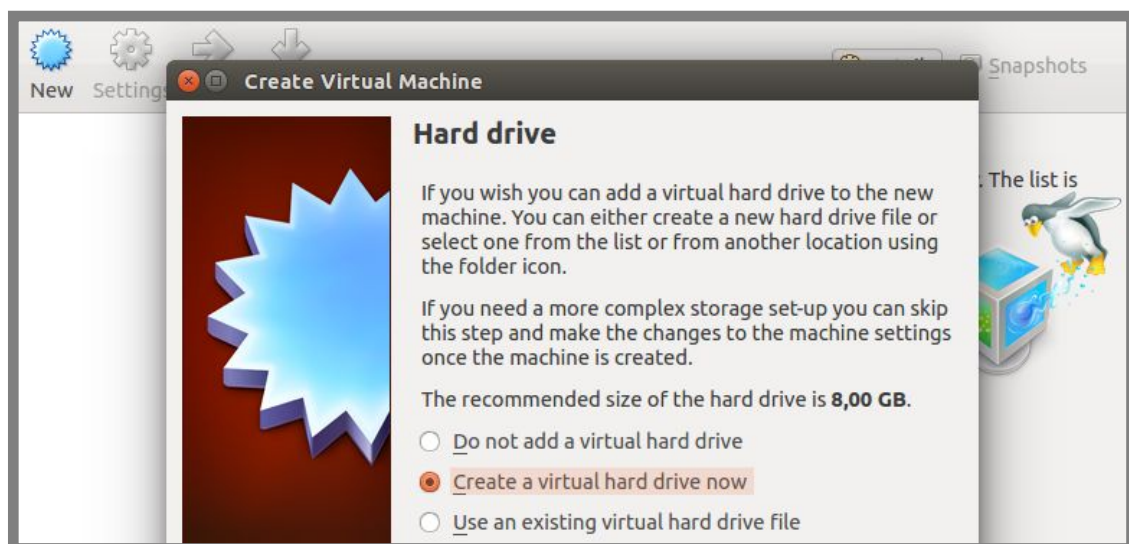 New
Settings
Snapshots
Create Virtual Machine
Hard drive
If you wish you can add a virtual hard drive to the new
machine. You can either create a new hard drive file or
select one from the list or from another location using
the folder icon.
If you need a more complex storage set-up you can skip
this step and make the changes to the machine settings
once the machine is created.
The recommended size of the hard drive is 8,00 GB.
Do not add a virtual hard drive
Create a virtual hard drive now
Use an existing virtual hard drive file
The list is